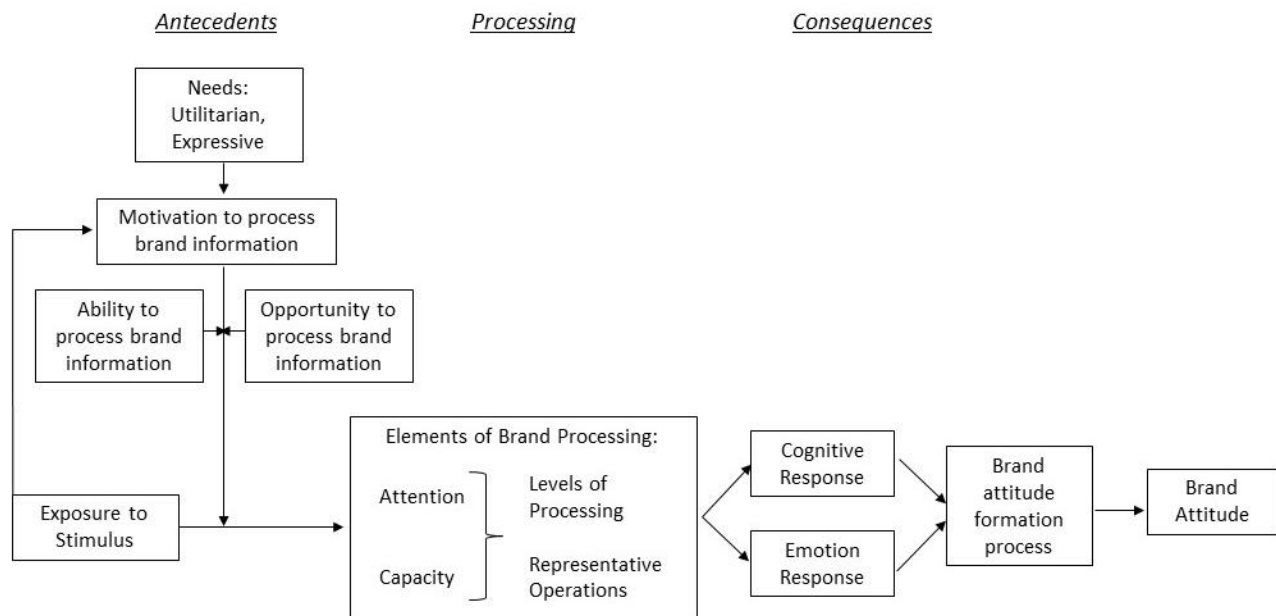 Antecedents
Processing
Consequences
Needs:
Utilitarian,
Expressive
Motivation to process
brand information
Ability to
process brand
information
Opportunity to
process brand
information
Exposure to
Stimulus
Elements of Brand Processing:
Attention
Capacity
Levels of
Processing
Representative
Operations
Cognitive
Response
Emotion
Response
Brand
attitude
formation
process
Brand
Attitude